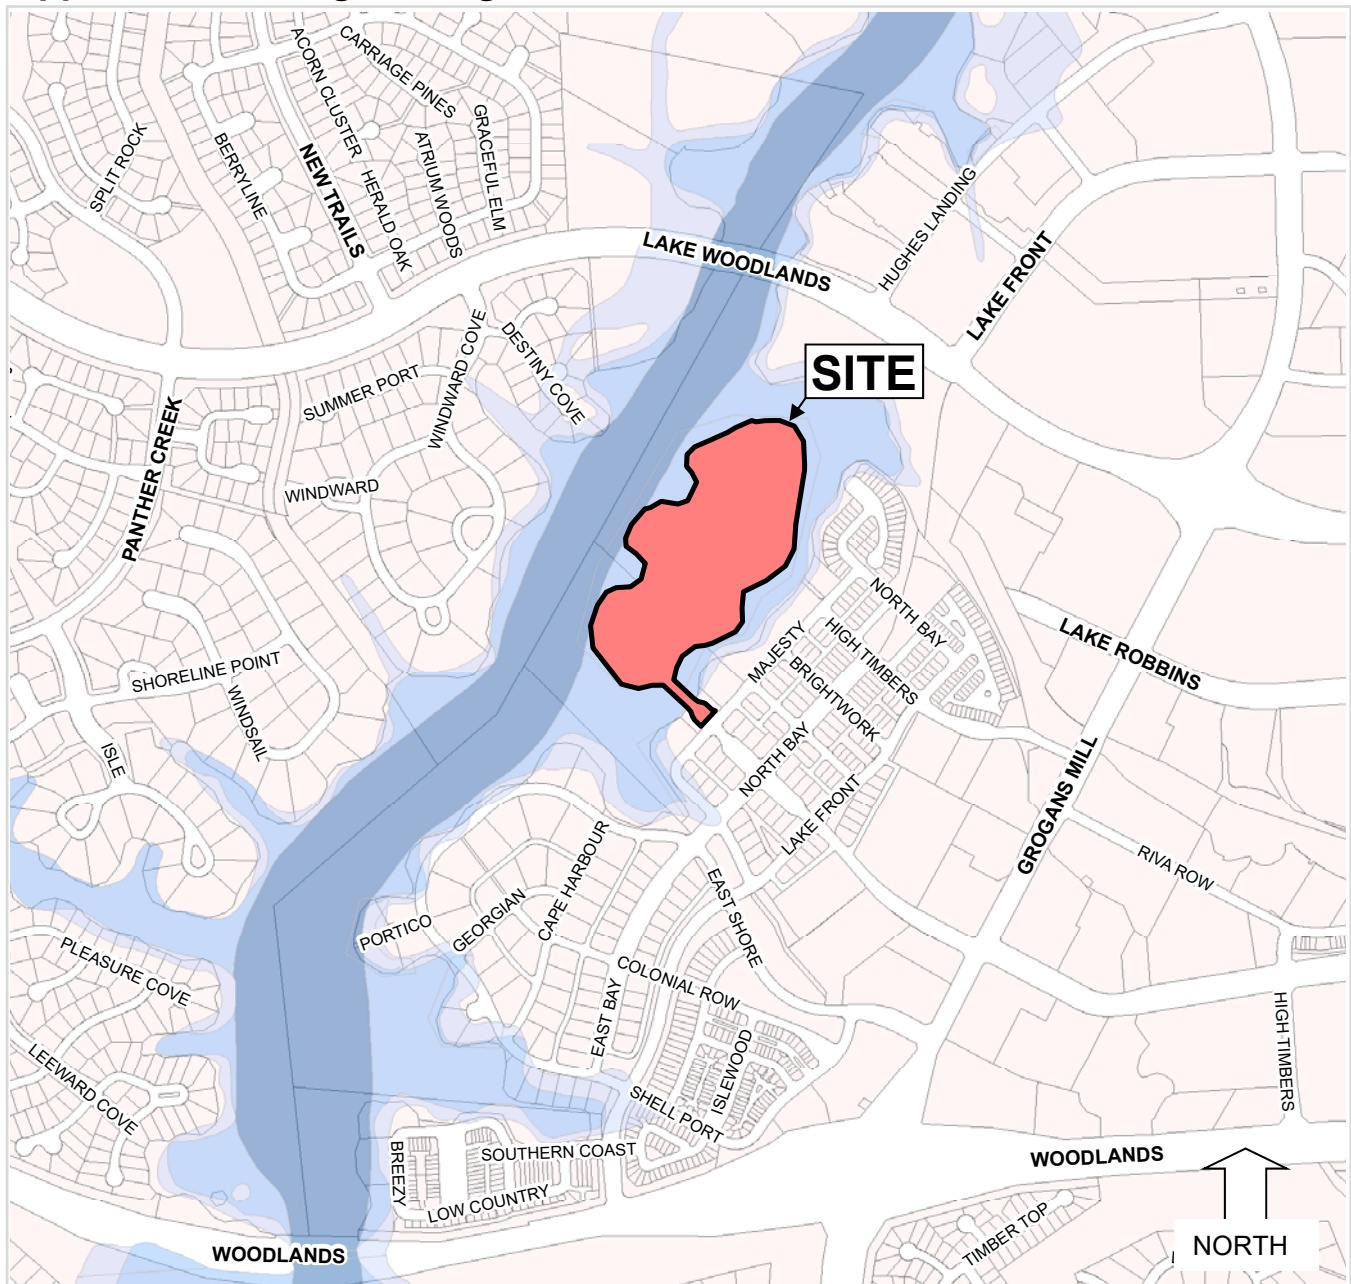 CARRIAGE PINES
ACORN CLUSTER
SPLIT ROCK
BERRYLINE
NEW TRAILS
HERALD OAK
ATRIUM WOODS
GRACEFUL ELM
HUGHES LANDING
LAKE WOODLANDS
LAKE FRONT
WINDWARD COVE
DESTINY COVE
SUMMER PORT
SITE
PANTHER CREEK
WINDWARD
NORTH BAY
HIGH TIMBERS
MAJESTY
BRIGHTWORK
LAKE ROBBINS
SHORELINE POINT
WINDSAIL
ISLE
NORTH BAY
LAKE FRONT
GROGANS MILL
RIVA ROW
CAPE HARBOUR
GEORGIAN
PORTICO
EAST SHORE
COLONIAL ROW
EAST BAY
PLEASURE COVE
LEEWARD COVE
ISLEWOOD
SHELL PORT
HIGH TIMBERS
BREEZY
SOUTHERN COAST
LOW COUNTRY
WOODLANDS
WOODLANDS
TIMBER TOP
NORTH